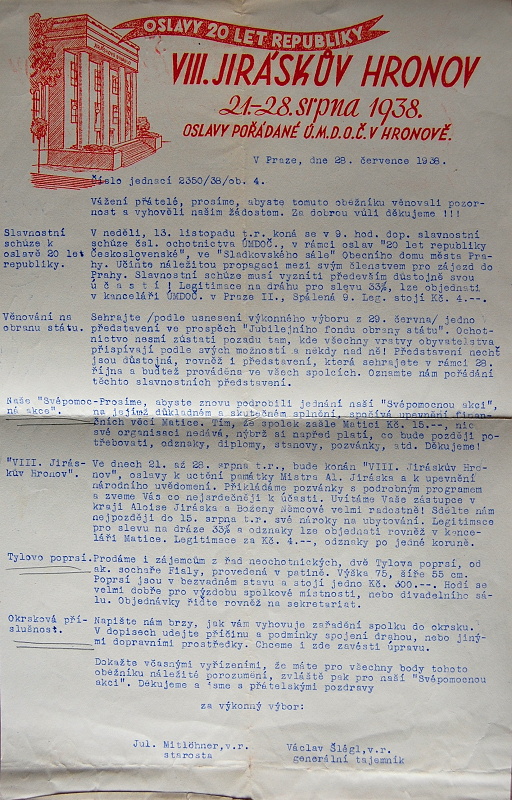 OSLAVY 20 LET REPUBLIKY
VIII. JIRÁSKŮV HRONOV
21.-28. srpna 1938.
OSLAVY POŘÁDANÉ Ú.M.D.O.Č. V HRONOVĚ.
V Praze, dne 28. července 1938.
Číslo jednací 2350/38/ob. 4.
Vážení přátelé, prosíme, abyste tomuto oběžníku věnovali pozor-
nost a vyhověli našim žádostem. Za dobrou vůli děkujeme !!!
Slavnostní
schůzk k
oslavě 20 let
republiky.
V neděli, 13. listopadu t.r. koná se v 9. hod. dop. slavnostní
schůze čsl. ochotnictva ÚMDOČ., v rámci oslav "20 let republiky
Československé", ve "Sladkovského sále" Obecního domu města Pra-
hy. Učiňte náležitou propagaci mezi svým členstvem pro zájezd do
Prahy. Slavnostní schůze musí vyzníti především důstojně svou
ú č a s t í ! Legitimace na dráhu pro slevu 33%, lze objednati
v kanceláři ÚMDOČ. v Praze II., Spálená 9. Leg. stojí Kč. 4.--.
Věnování na
obranu státu.
Sehrajte /podle usnesení výkonného výboru z 29. června/ jedno
představení ve prospěch "Jubilejního fondu obrany státu". Ochot-
nictvo nesmí zůstati pozadu tam, kde všechny vrstvy obyvatelstva
přispívají podle svých možností a někdy nad ně! Představení nechť
jsou důstojná, rovněž i představení, která sehrajete v rámci 28.
října a budtež prováděna ve všech spolcích. Oznamte nám pořádání
těchto slavnostních představení.
Naše "Svépomoc-
ná akce".
Prosíme, abyste znovu podrobili jednání naší "Svépomocnou akci",
na jejímž důkladném a skutečném splnění, spočívá upevnění finan-
čních věcí Matice. Tím, že spolek zašle Matici Kč. 15.--, nic
své organisaci nedává, nýbrž si napřed platí, co bude později po-
třebovati, odznaky, diplomy, stanovy, pozvánky, atd. Děkujeme!
"VIII. Jirás-
kův Hronov".
Ve dnech 21. až 28. srpna t.r., bude konán "VIII. Jiráskův Hro-
nov", oslavy k uctění památky Mistra Al. Jiráska a k upevnění
národního uvědomení. Přikládáme pozvánky s podrobným programem
a zveme Vás co nejsrdečněji k účasti. Uvítáme Vaše zástupce v
kraji Aloise Jiráska a Boženy Němcové velmi radostně! Sdělte nám
nejpozději do 15. srpna t.r. své nároky na ubytování. Legitimace
pro slevu na dráze 33% a odznaky lze objednati rovněž v kance-
láři Matice. Legitimace za Kč. 4.--, odznaky po jedné koruně.
Tylovo poprsí.
Prodáme i zájemcům z řad neochotnických, dvě Tylova poprsí, od
ak. sochaře Fialy, provedená v patině. Výška 75, šíře 55 cm.
Poprsí jsou v bezvadném stavu a stojí jedno Kč. 300.--. Hodí se
velmi dobře pro výzdobu spolkové místnosti, nebo divadelního sá-
lu. Objednávky řiďte rovněž na sekretariat.
Okrsková pří-
slušnost.
Napište nám brzy, jak vám vyhovuje zařadění spolku do okrsku.
V dopisech udejte příčinu a podmínky spojení drahou, nebo jiný-
mi dopravními prostředky. Chceme i zde zavésti úpravu.
Dokažte včasnými vyřízeními, že máte pro všechny body tohoto
oběžníku náležité porozumění, zvláště pak pro naší "Svépomocnou
akci". Děkujeme a jsme s přátelskými pozdravy
za výkonný výbor:
Jul. Mitlöhner,v.r.
starosta
Václav Šlégl,v.r.
generální tajemník